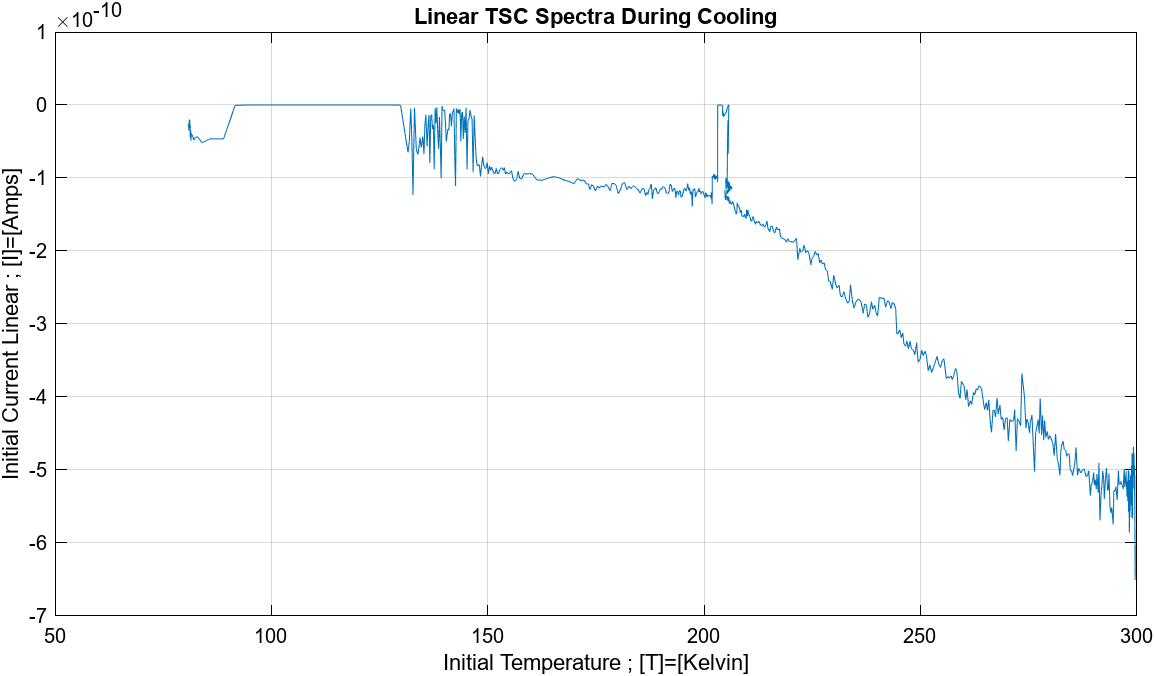 Linear TSC Spectra During Cooling
×10-10
1
0
-1
-2
-3
-4
-5
-6
-7
50 100 150 200 250 300
Initial Current Linear ; [I]=[Amps]
Initial Temperature ; [T]=[Kelvin]